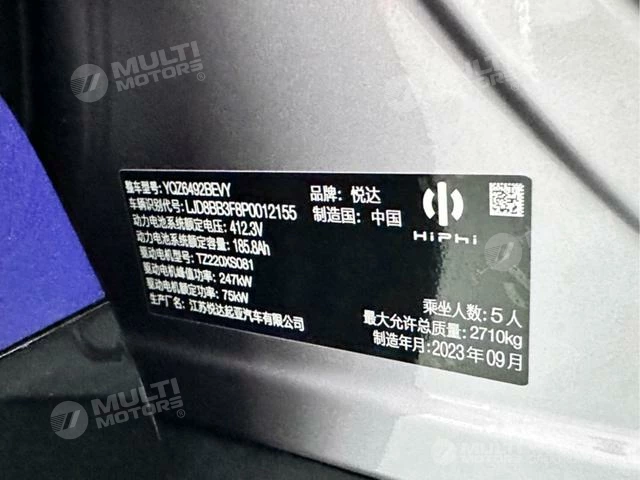 MULTI MOTORS
MULTI MOTORS
整车型号: YQZ6492BEVY
品牌: 悦达
车辆识别代号: LJD8BB3F8P0012155
制造国: 中国
动力电池系统额定电压: 412.3V
动力电池系统额定容量: 185.8Ah
驱动电机型号: TZ220XS081
驱动电机峰值功率: 247kW
驱动电机额定功率: 75kW
生产厂名: 江苏悦达起亚汽车有限公司
HiPhi
乘坐人数: 5人
最大允许总质量: 2710kg
制造年月: 2023年09月
MULTI MOTORS
MULTI MOTORS